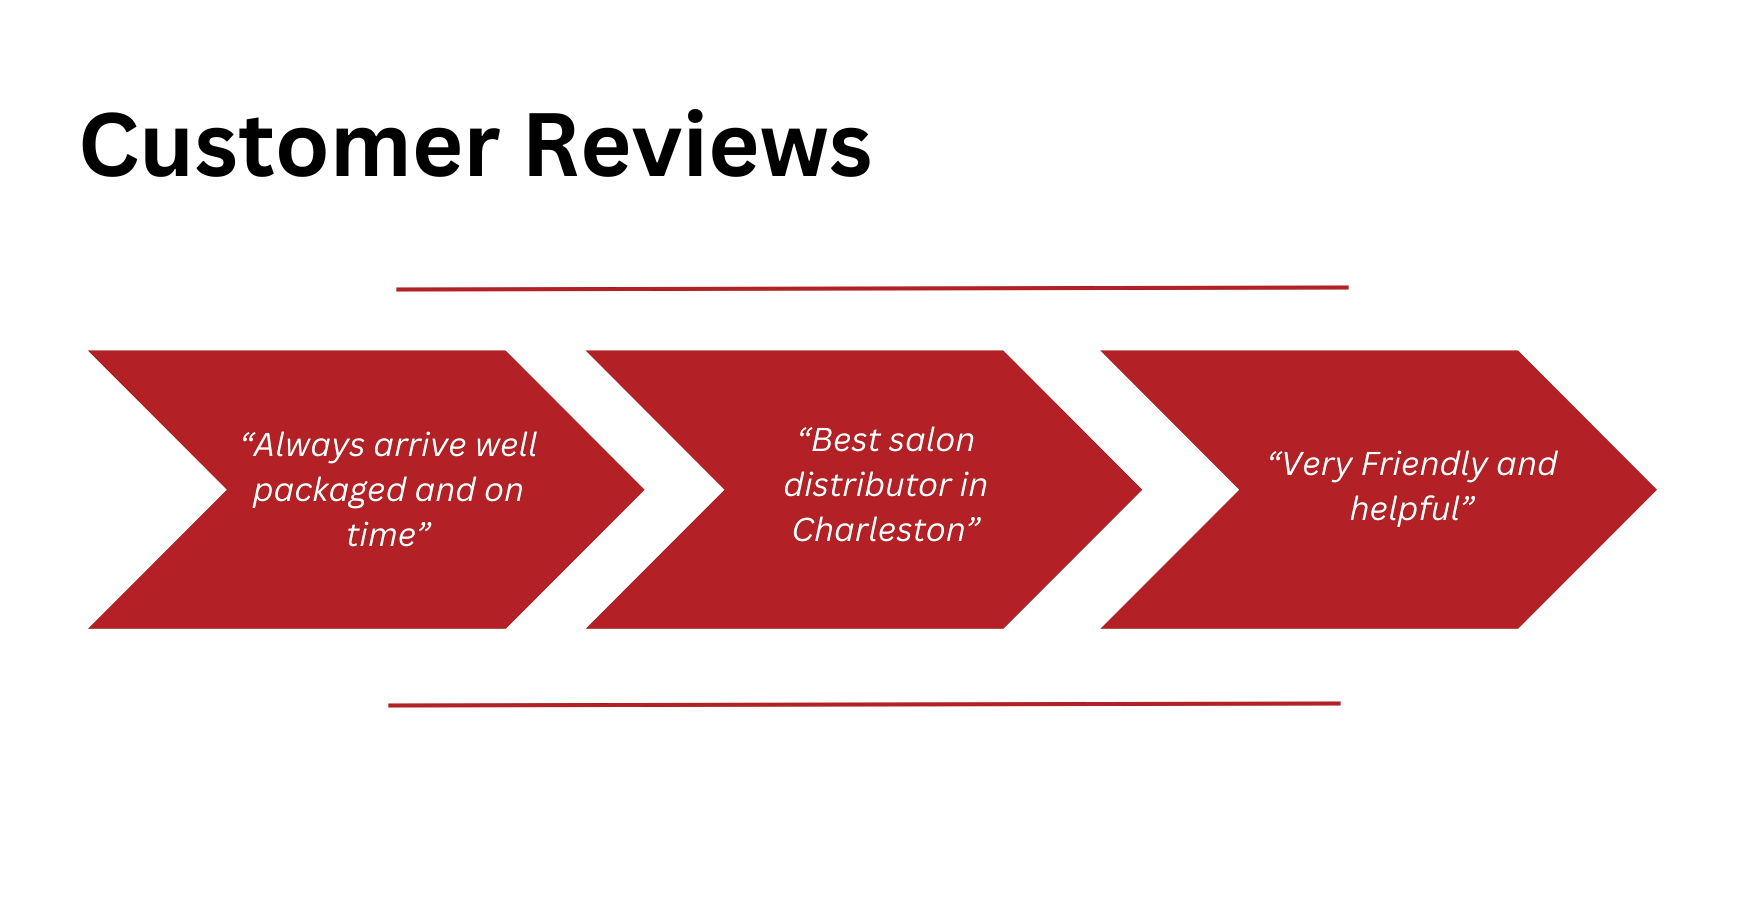 Customer Reviews
“Always arrive well
packaged and on
time”
“Best salon
distributor in
Charleston”
“Very Friendly and
helpful”